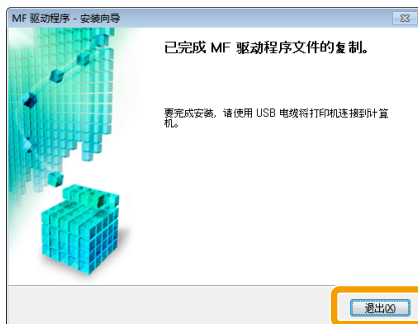 MF 驱动程序 - 安装向导
已完成 MF 驱动程序文件的复制。
要完成安装，请使用 USB 电缆将打印机连接到计算
机。
退出(X)